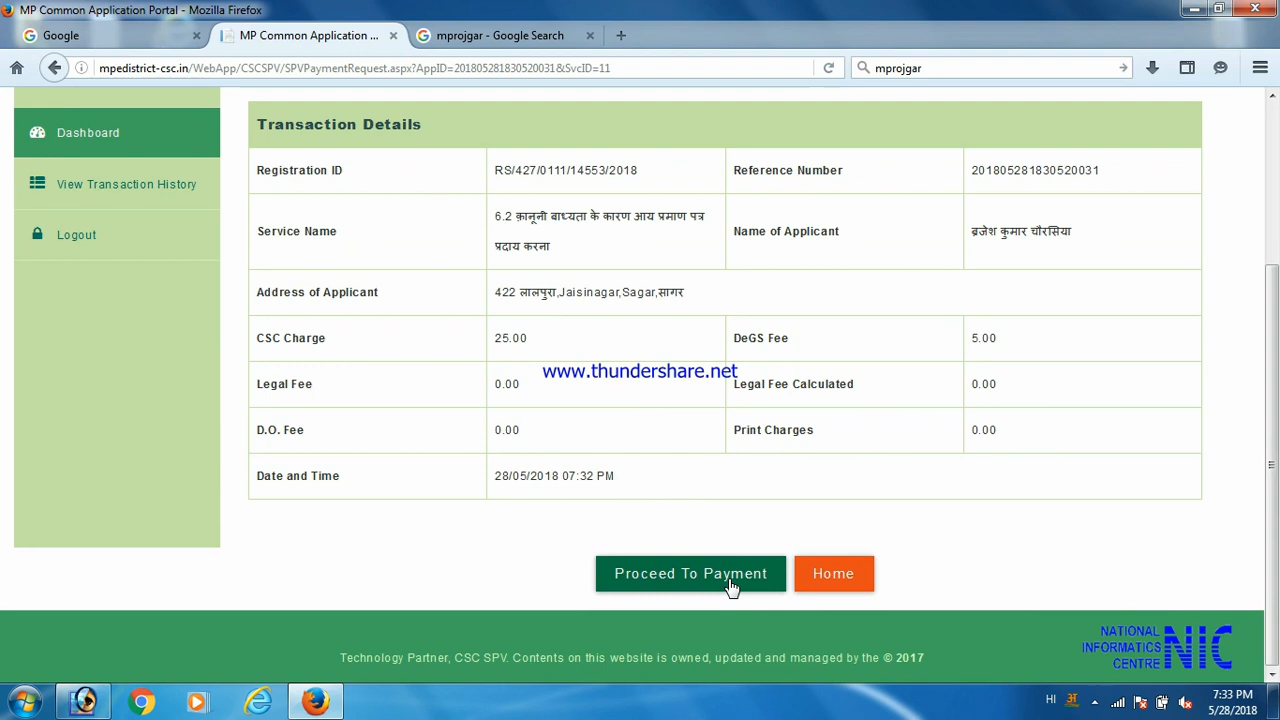 MP Common Application Portal - Mozilla Firefox
Google
MP Common Application ...
mprojgar - Google Search
mpedistrict-csc.in/WebApp/CSCSPV/SPVPaymentRequest.aspx?AppID=201805281830520031&SvcID=11
mprojgar
Dashboard
View Transaction History
Logout
Transaction Details
Registration ID RS/427/0111/14553/2018 Reference Number 201805281830520031
Service Name 6.2 क़ानूनी बाध्यता के कारण आय प्रमाण पत्र
प्रदाय करना
Name of Applicant ब्रजेश कुमार चौरसिया
Address of Applicant 422 लालपुरा,Jaisinagar,Sagar,सागर
CSC Charge 25.00 DeGS Fee 5.00
www.thundershare.net
Legal Fee 0.00 Legal Fee Calculated 0.00
D.O. Fee 0.00 Print Charges 0.00
Date and Time 28/05/2018 07:32 PM
Proceed To Payment Home
Technology Partner, CSC SPV. Contents on this website is owned, updated and managed by the © 2017
NATIONAL
INFORMATICS
CENTRE
NIC
HI अ
7:33 PM
5/28/2018